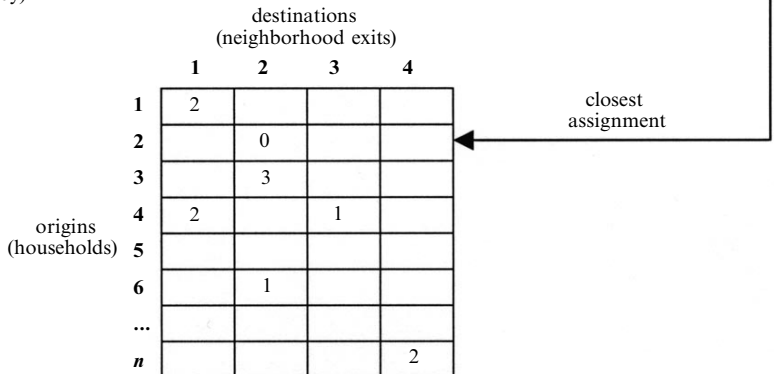 destinations
(neighborhood exits)
1 2 3 4
1 2
closest
assignment
2 0
3 3
origins
(households)
4 2 1
5
6 1
...
n 2